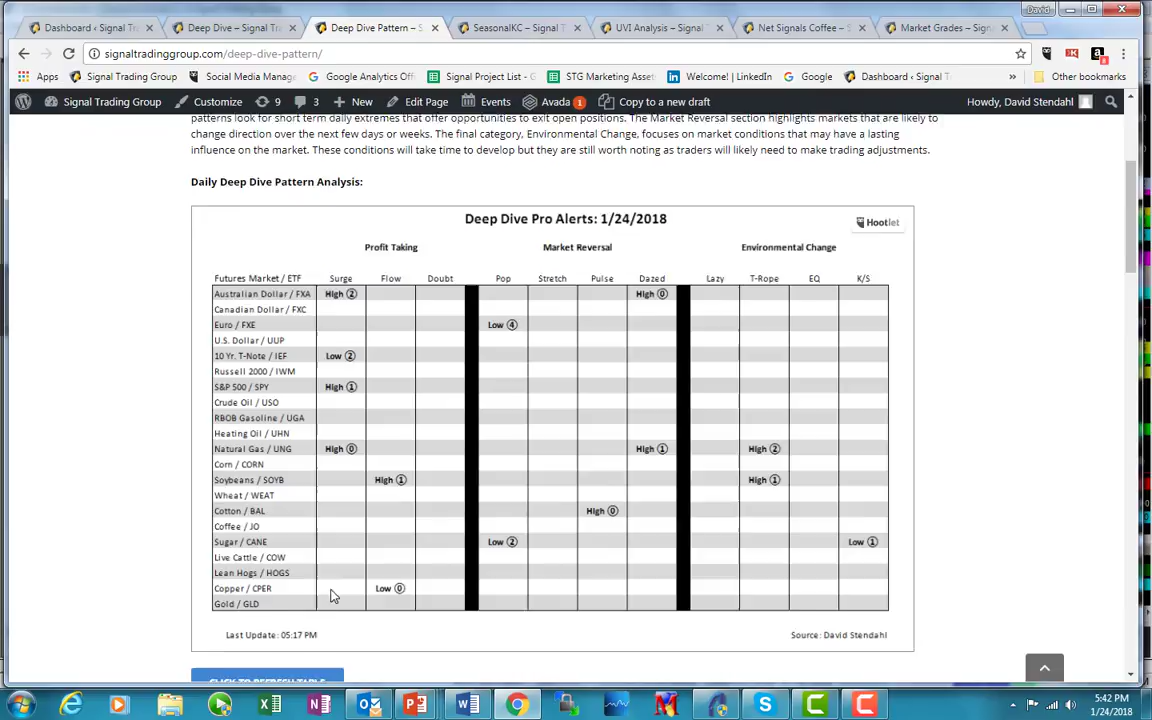 David
Dashboard ‹ Signal Tr
Deep Dive – Signal Trad
Deep Dive Pattern – S
SeasonalKC – Signal T
UVI Analysis – Signal T
Net Signals Coffee – S
Market Grades – Signal
signaltradinggroup.com/deep-dive-pattern/
Apps
Signal Trading Group
Social Media Manage
Google Analytics Off
Signal Project List - G
STG Marketing Asset
Welcome! | LinkedIn
Google
Dashboard ‹ Signal T
»
Other bookmarks
Signal Trading Group
Customize
9
3
New
Edit Page
Events
Avada 1
Copy to a new draft
Howdy, David Stendahl
patterns look for short term daily extremes that offer opportunities to exit open positions. The Market Reversal section highlights markets that are likely to
change direction over the next few days or weeks. The final category, Environmental Change, focuses on market conditions that may have a lasting
influence on the market. These conditions will take time to develop but they are still worth noting as traders will likely need to make trading adjustments.
Daily Deep Dive Pattern Analysis:
Deep Dive Pro Alerts: 1/24/2018
Hootlet
Profit Taking Market Reversal Environmental Change
Futures Market / ETF Surge Flow Doubt Pop Stretch Pulse Dazed Lazy T-Rope EQ K/S
Australian Dollar / FXA High ② High ⓪
Canadian Dollar / FXC
Euro / FXE Low ④
U.S. Dollar / UUP
10 Yr. T-Note / IEF Low ②
Russell 2000 / IWM
S&P 500 / SPY High ①
Crude Oil / USO
RBOB Gasoline / UGA
Heating Oil / UHN
Natural Gas / UNG High ⓪ High ① High ②
Corn / CORN
Soybeans / SOYB High ① High ①
Wheat / WEAT
Cotton / BAL High ⓪
Coffee / JO
Sugar / CANE Low ② Low ①
Live Cattle / COW
Lean Hogs / HOGS
Copper / CPER Low ⓪
Gold / GLD
Last Update: 05:17 PM Source: David Stendahl
CLICK TO REFRESH TABLE
5:42 PM
1/24/2018